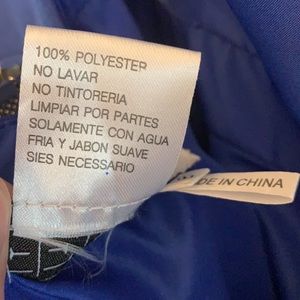 100% POLYESTER
NO LAVAR
NO TINTORERIA
LIMPIAR POR PARTES
SOLAMENTE CON AGUA
FRIA Y JABON SUAVE
SIES NECESSARIO
DE IN CHINA